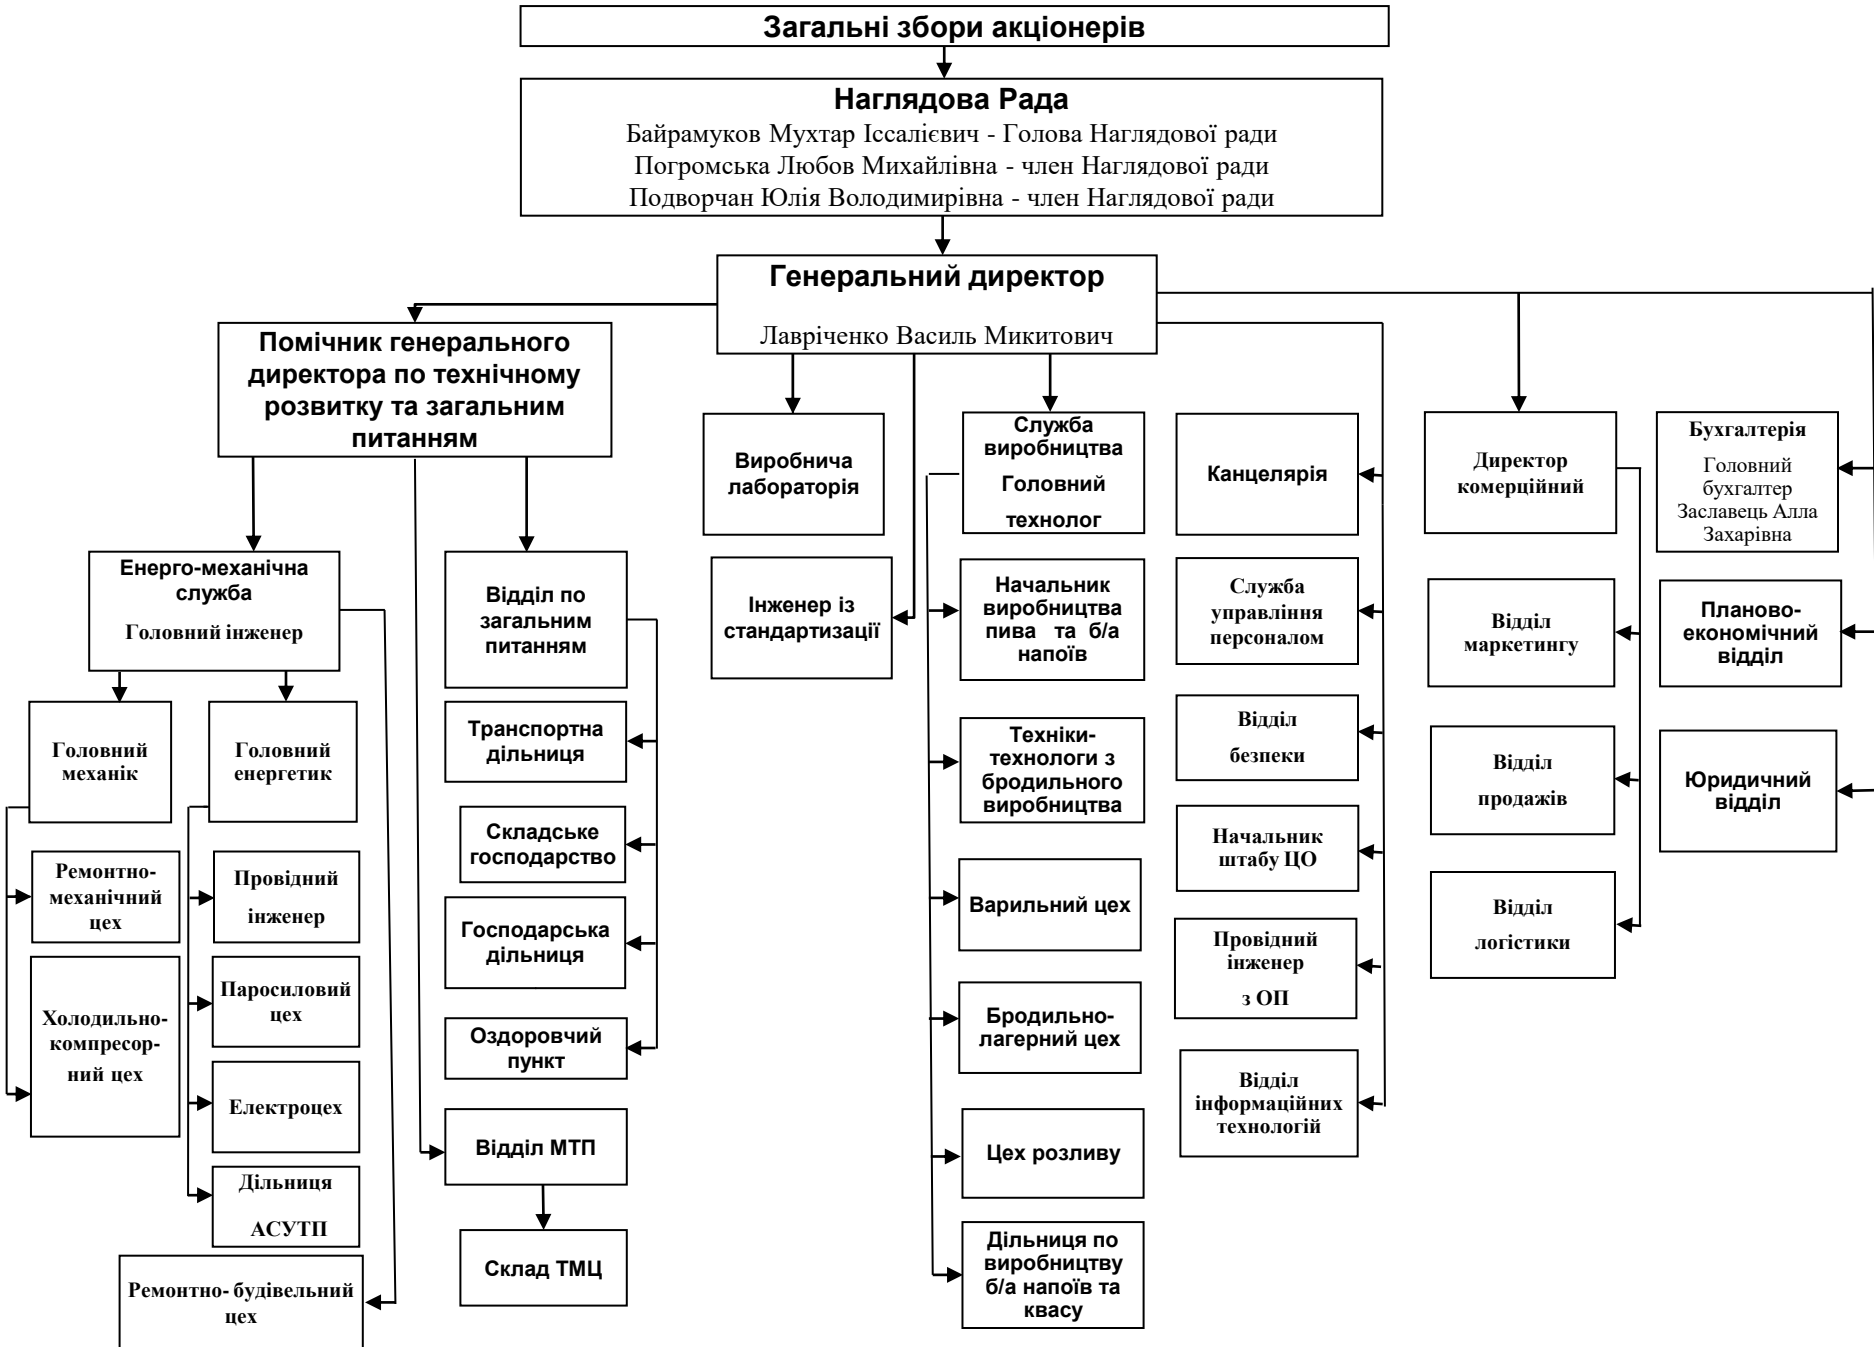 Загальні збори акціонерів
Наглядова Рада
Байрамуков Мухтар Іссалієвич - Голова Наглядової ради
Погромська Любов Михайлівна - член Наглядової ради
Подворчан Юлія Володимирівна - член Наглядової ради
Генеральний директор
Лавріченко Василь Микитович
Помічник генерального
директора по технічному
розвитку та загальним
питанням
Виробнича
лабораторія
Служба
виробництва
Головний
технолог
Канцелярія
Директор
комерційний
Бухгалтерія
Головний
бухгалтер
Заславець Алла
Захарівна
Енерго-механічна
служба
Головний інженер
Відділ по
загальним
питанням
Інженер із
стандартизації
Начальник
виробництва
пива та б/а
напоїв
Служба
управління
персоналом
Відділ
маркетингу
Планово-
економічний
відділ
Головний
механік
Головний
енергетик
Транспортна
дільниця
Техніки-
технологи з
бродильного
виробництва
Відділ
безпеки
Відділ
продажів
Юридичний
відділ
Складське
господарство
Начальник
штабу ЦО
Ремонтно-
механічний
цех
Провідний
інженер
Господарська
дільниця
Варильний цех
Провідний
інженер
з ОП
Відділ
логістики
Холодильно-
компресор-
ний цех
Паросиловий
цех
Оздоровчий
пункт
Бродильно-
лагерний цех
Відділ
інформаційних
технологій
Електроцех
Відділ МТП
Цех розливу
Дільниця
АСУТП
Склад ТМЦ
Дільниця по
виробництву
б/а напоїв та
квасу
Ремонтно- будівельний
цех